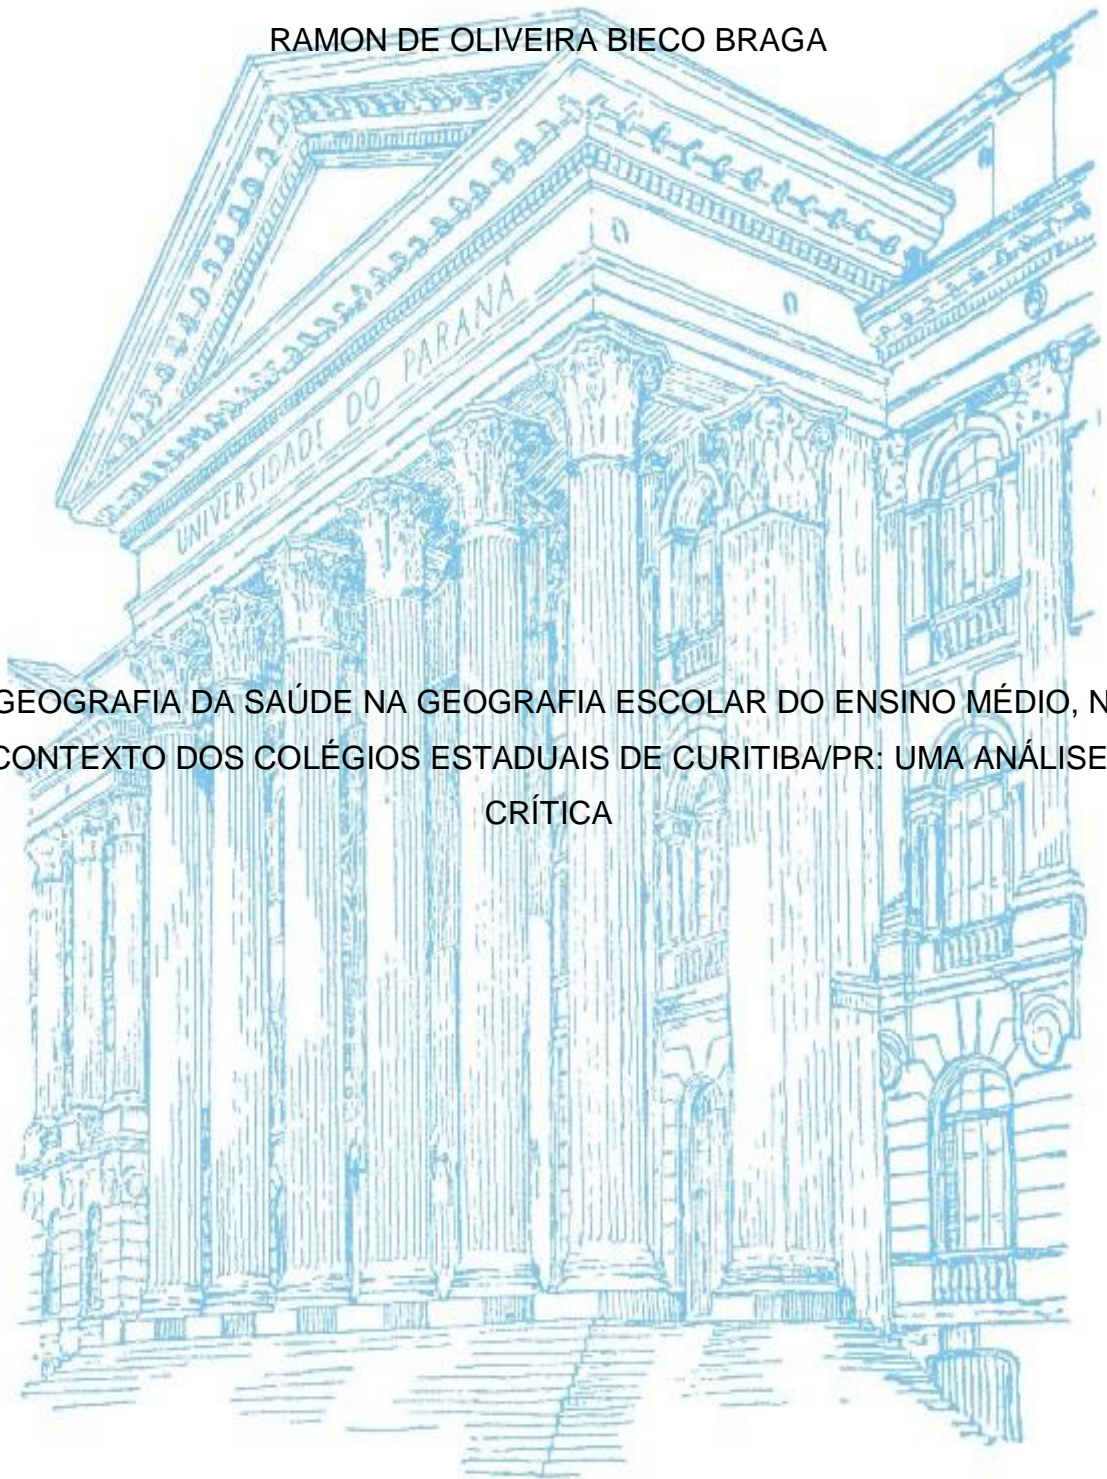 RAMON DE OLIVEIRA BIECO BRAGA
UNIVERSIDADE DO PARANÁ
GEOGRAFIA DA SAÚDE NA GEOGRAFIA ESCOLAR DO ENSINO MÉDIO, N
CONTEXTO DOS COLÉGIOS ESTADUAIS DE CURITIBA/PR: UMA ANÁLISE
CRÍTICA